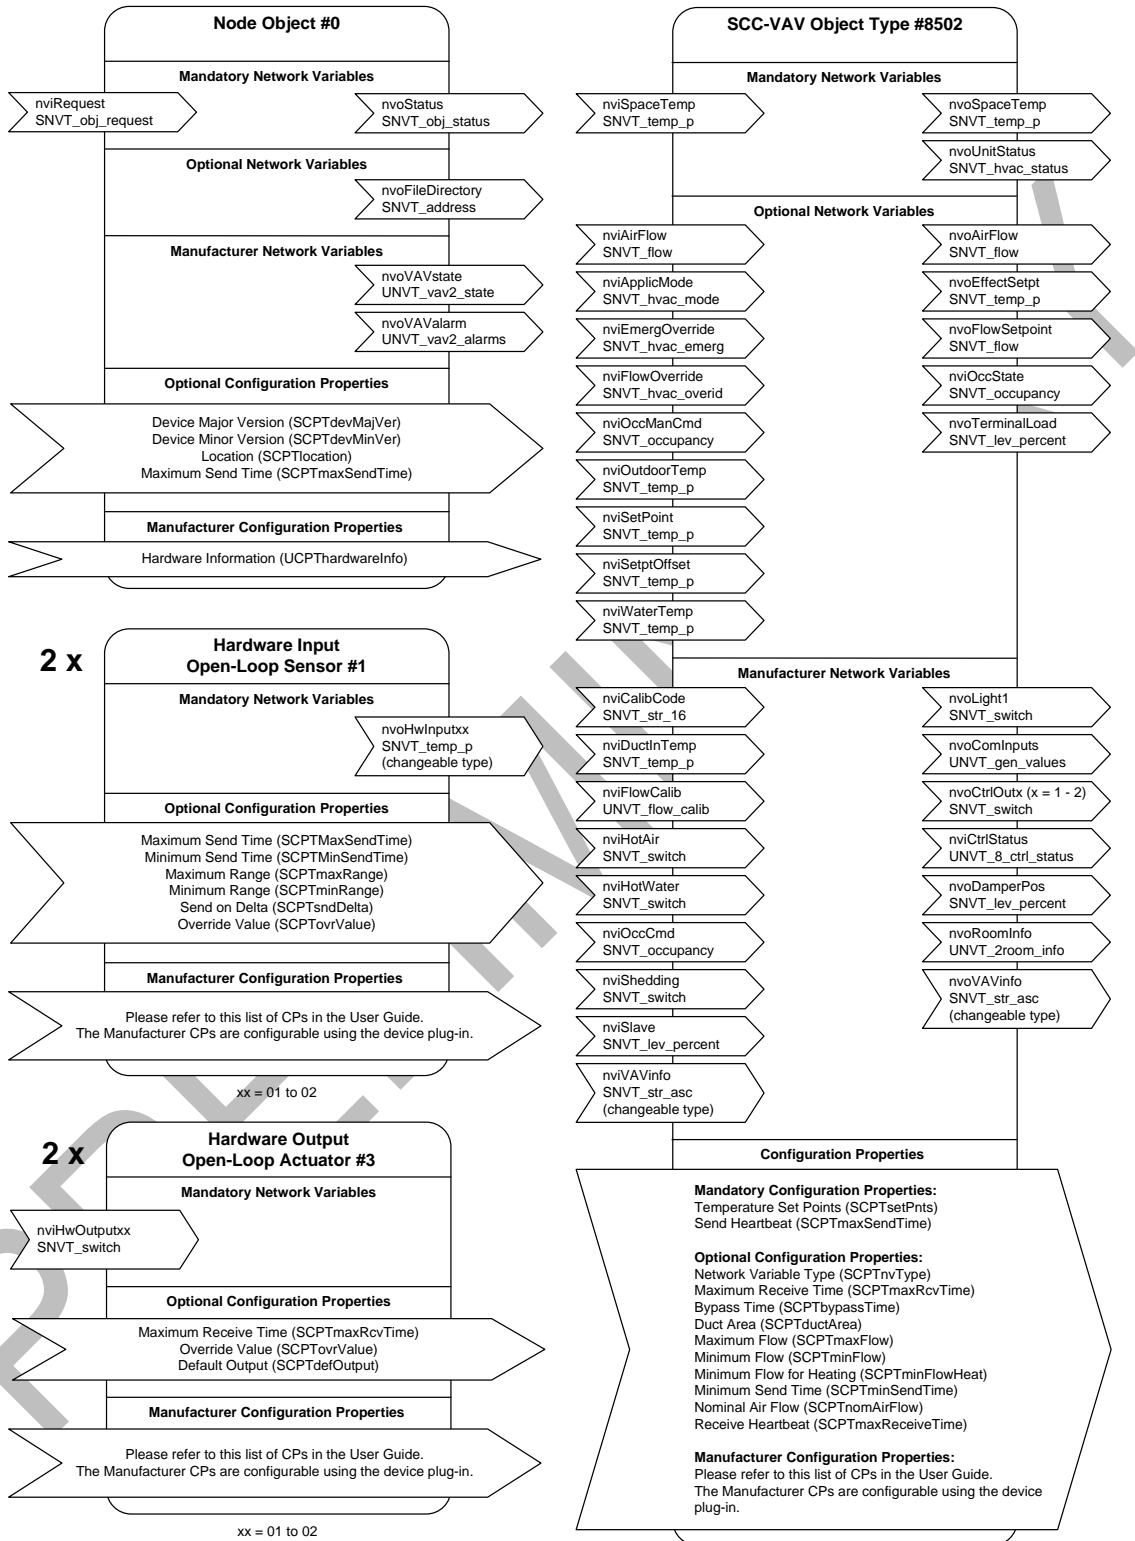 Node Object #0
Mandatory Network Variables
nviRequest
SNVT_obj_request
nvoStatus
SNVT_obj_status
Optional Network Variables
nvoFileDirectory
SNVT_address
Manufacturer Network Variables
nvoVAVstate
UNVT_vav2_state
nvoVAValarm
UNVT_vav2_alarms
Optional Configuration Properties
Device Major Version (SCPTdevMajVer)
Device Minor Version (SCPTdevMinVer)
Location (SCPTlocation)
Maximum Send Time (SCPTmaxSendTime)
Manufacturer Configuration Properties
Hardware Information (UCPThardwareInfo)
2 x
Hardware Input
Open-Loop Sensor #1
Mandatory Network Variables
nvoHwInputxx
SNVT_temp_p
(changeable type)
Optional Configuration Properties
Maximum Send Time (SCPTMaxSendTime)
Minimum Send Time (SCPTMinSendTime)
Maximum Range (SCPTmaxRange)
Minimum Range (SCPTminRange)
Send on Delta (SCPTsndDelta)
Override Value (SCPTovrValue)
Manufacturer Configuration Properties
Please refer to this list of CPs in the User Guide.
The Manufacturer CPs are configurable using the device plug-in.
xx = 01 to 02
2 x
Hardware Output
Open-Loop Actuator #3
Mandatory Network Variables
nviHwOutputxx
SNVT_switch
Optional Configuration Properties
Maximum Receive Time (SCPTmaxRcvTime)
Override Value (SCPTovrValue)
Default Output (SCPTdefOutput)
Manufacturer Configuration Properties
Please refer to this list of CPs in the User Guide.
The Manufacturer CPs are configurable using the device plug-in.
xx = 01 to 02
SCC-VAV Object Type #8502
Mandatory Network Variables
nviSpaceTemp
SNVT_temp_p
nvoSpaceTemp
SNVT_temp_p
nvoUnitStatus
SNVT_hvac_status
Optional Network Variables
nviAirFlow
SNVT_flow
nviApplicMode
SNVT_hvac_mode
nviEmergOverride
SNVT_hvac_emerg
nviFlowOverride
SNVT_hvac_overid
nviOccManCmd
SNVT_occupancy
nviOutdoorTemp
SNVT_temp_p
nviSetPoint
SNVT_temp_p
nviSetptOffset
SNVT_temp_p
nviWaterTemp
SNVT_temp_p
nvoAirFlow
SNVT_flow
nvoEffectSetpt
SNVT_temp_p
nvoFlowSetpoint
SNVT_flow
nviOccState
SNVT_occupancy
nvoTerminalLoad
SNVT_lev_percent
Manufacturer Network Variables
nviCalibCode
SNVT_str_16
nviDuctInTemp
SNVT_temp_p
nviFlowCalib
UNVT_flow_calib
nviHotAir
SNVT_switch
nviHotWater
SNVT_switch
nviOccCmd
SNVT_occupancy
nviShedding
SNVT_switch
nviSlave
SNVT_lev_percent
nviVAVinfo
SNVT_str_asc
(changeable type)
nvoLight1
SNVT_switch
nvoComInputs
UNVT_gen_values
nvoCtrlOutx (x = 1 - 2)
SNVT_switch
nviCtrlStatus
UNVT_8_ctrl_status
nvoDamperPos
SNVT_lev_percent
nvoRoomInfo
UNVT_2room_info
nvoVAVinfo
SNVT_str_asc
(changeable type)
Configuration Properties
Mandatory Configuration Properties:
Temperature Set Points (SCPTsetPnts)
Send Heartbeat (SCPTmaxSendTime)
Optional Configuration Properties:
Network Variable Type (SCPTnvType)
Maximum Receive Time (SCPTmaxRcvTime)
Bypass Time (SCPTbypassTime)
Duct Area (SCPTductArea)
Maximum Flow (SCPTmaxFlow)
Minimum Flow (SCPTminFlow)
Minimum Flow for Heating (SCPTminFlowHeat)
Minimum Send Time (SCPTminSendTime)
Nominal Air Flow (SCPTnomAirFlow)
Receive Heartbeat (SCPTmaxReceiveTime)
Manufacturer Configuration Properties:
Please refer to this list of CPs in the User Guide.
The Manufacturer CPs are configurable using the device
plug-in.